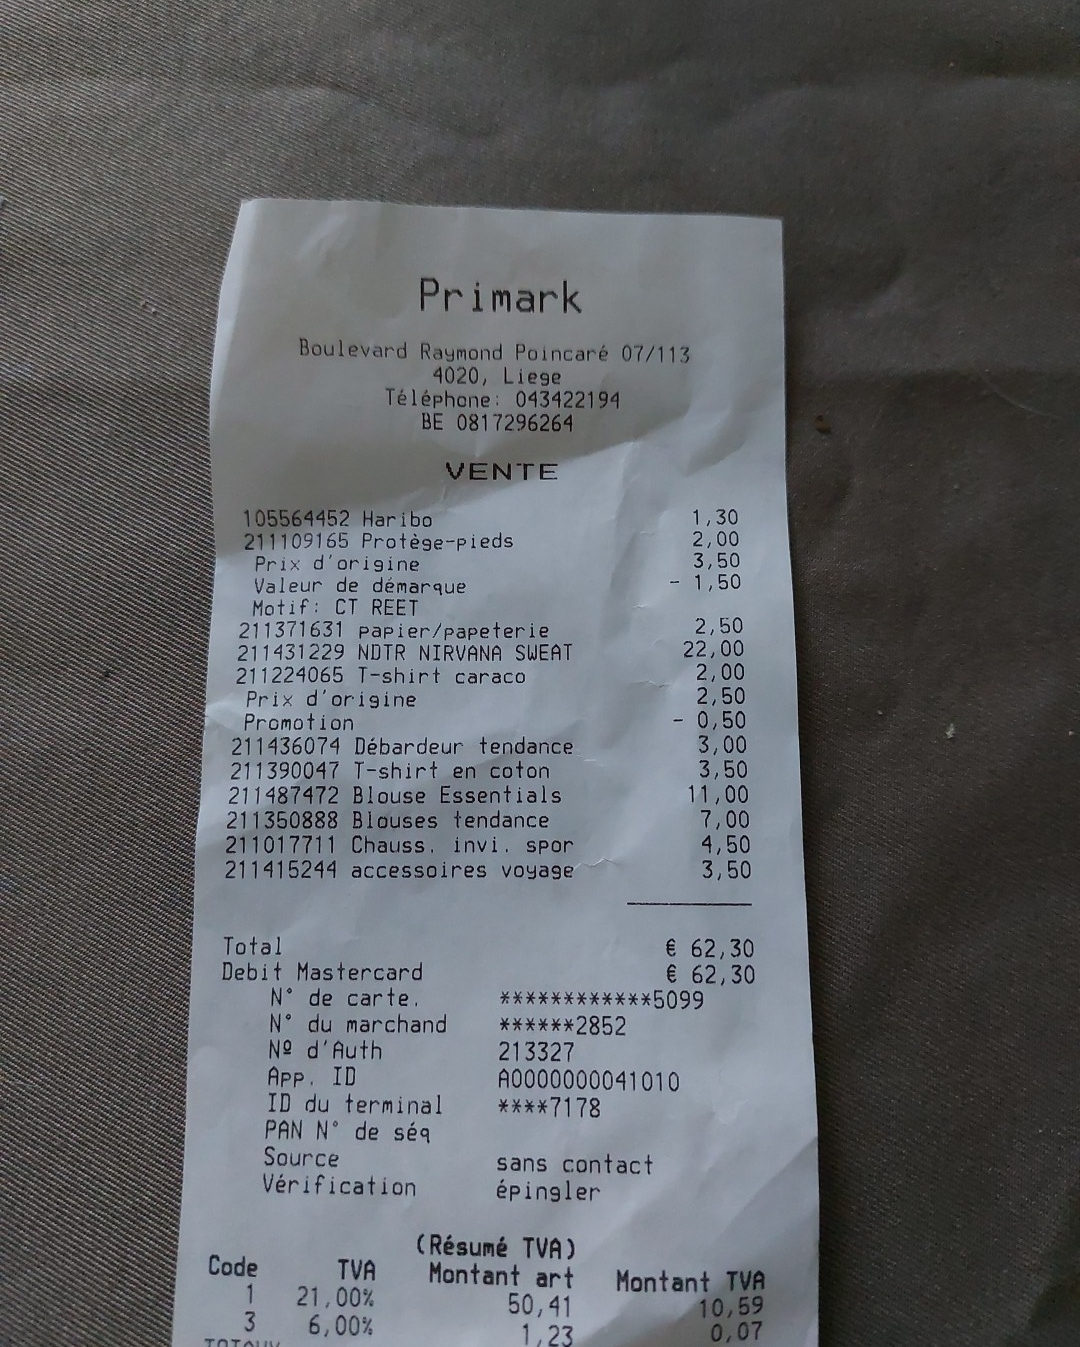 Primark
Boulevard Raymond Poincaré 07/113
4020, Liege
Téléphone: 043422194
BE 0817296264
VENTE
105564452 Haribo 1,30
211109165 Protège-pieds 2,00
Prix d'origine 3,50
Valeur de démarque - 1,50
Motif: CT REET
211371631 papier/papeterie 2,50
211431229 NDTR NIRVANA SWEAT 22,00
211224065 T-shirt caraco 2,00
Prix d'origine 2,50
Promotion - 0,50
211436074 Débardeur tendance 3,00
211390047 T-shirt en coton 3,50
211487472 Blouse Essentials 11,00
211350888 Blouses tendance 7,00
211017711 Chauss. invi. spor 4,50
211415244 accessoires voyage 3,50
Total € 62,30
Debit Mastercard € 62,30
N° de carte. ************5099
N° du marchand ******2852
Nº d'Auth 213327
App. ID A0000000041010
ID du terminal ****7178
PAN N° de séq
Source sans contact
Vérification épingler
(Résumé TVA)
Code TVA Montant art Montant TVA
1 21,00% 50,41 10,59
3 6,00% 1,23 0,07